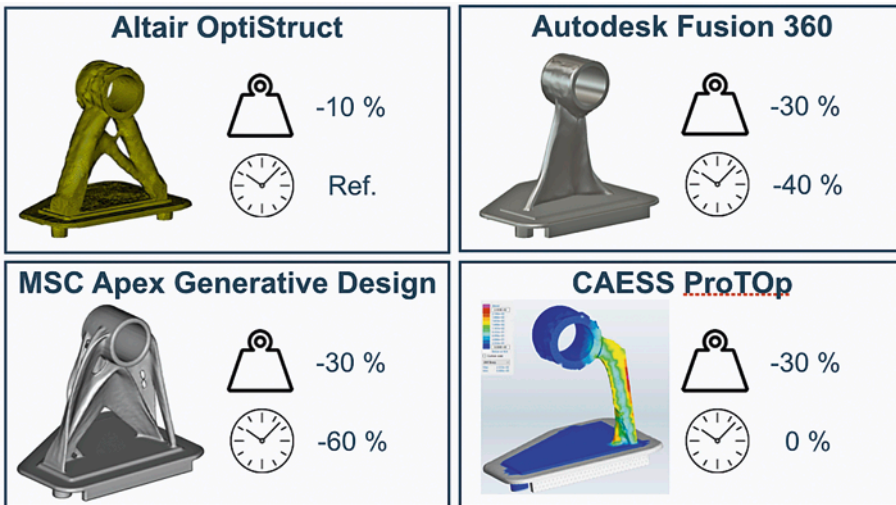 Altair OptiStruct
-10 %
Ref.
Autodesk Fusion 360
-30 %
-40 %
MSC Apex Generative Design
-30 %
-60 %
CAESS ProTOp
-30 %
0 %